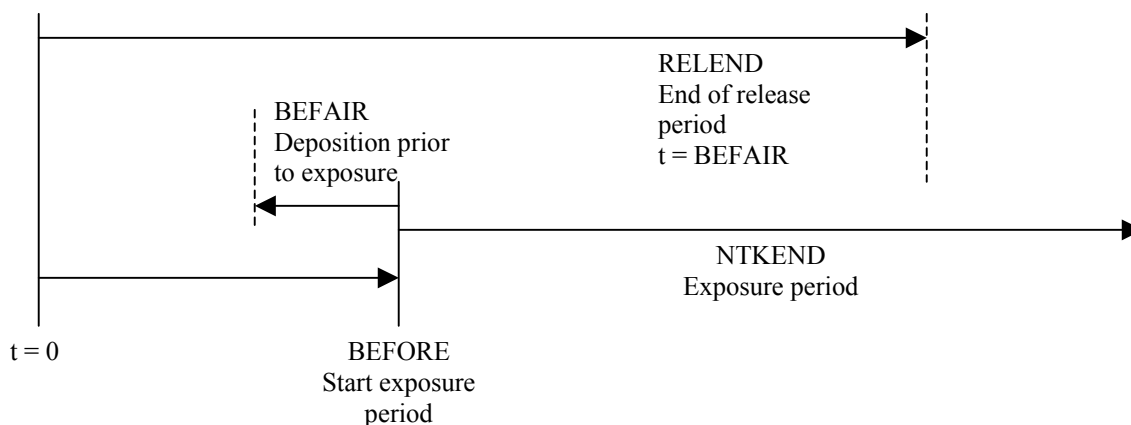 RELEND
End of release
period
t = BEFAIR
BEFAIR
Deposition prior
to exposure
NTKEND
Exposure period
t = 0
BEFORE
Start exposure
period